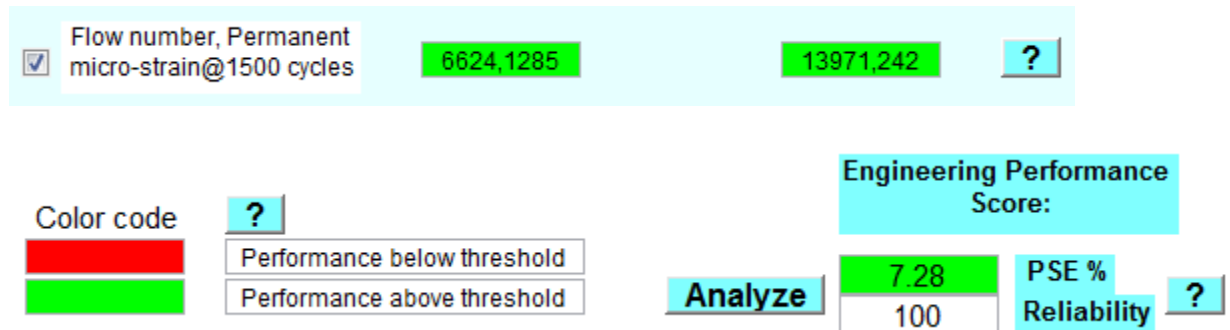 Flow number, Permanent
micro-strain@1500 cycles
6624,1285
13971,242
?
Engineering Performance
Score:
Color code
?
Performance below threshold
Performance above threshold
Analyze
7.28
PSE %
100
Reliability
?